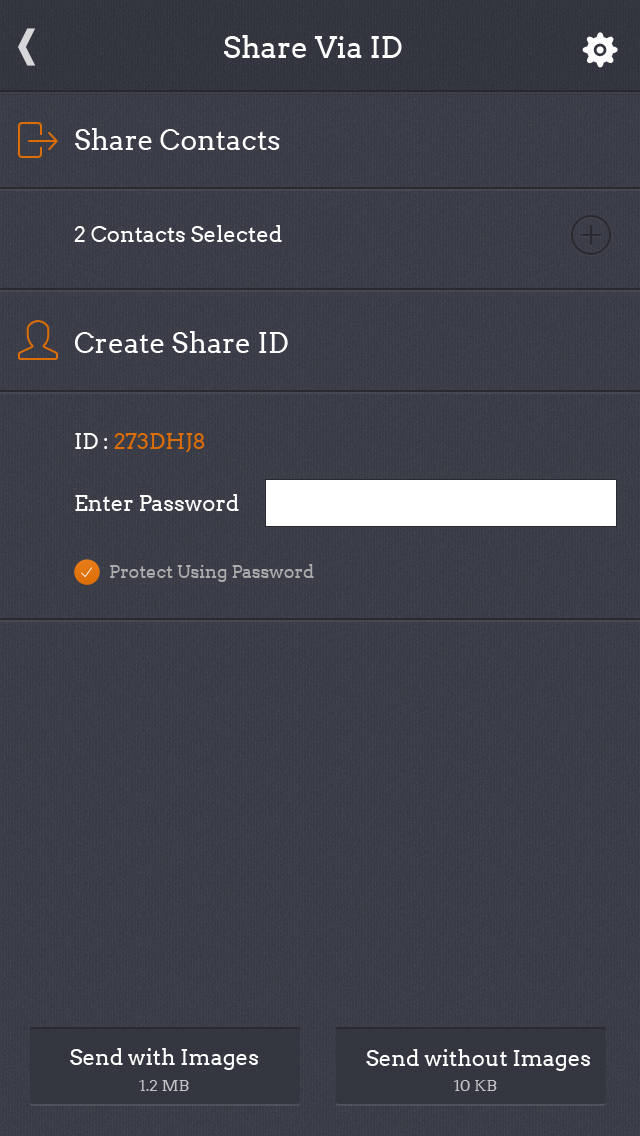 Share Via ID
Share Contacts
2 Contacts Selected
Create Share ID
ID : 273DHJ8
Enter Password
Protect Using Password
Send with Images
1.2 MB
Send without Images
10 KB